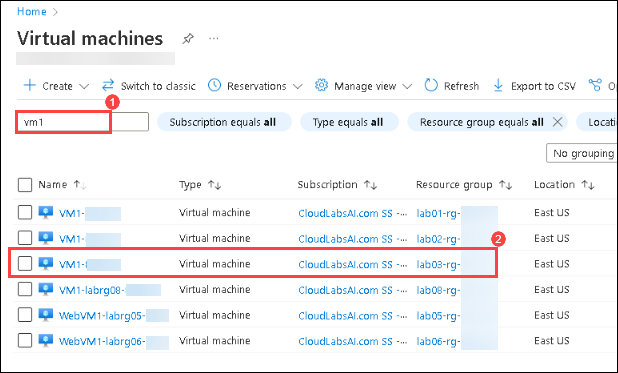 Home >
Virtual machines
Create Switch to classic Reservations Manage view Refresh Export to CSV
1
vm1 Subscription equals all Type equals all Resource group equals all
No grouping
Name Type Subscription Resource group Location
VM1- Virtual machine CloudLabsAI.com SS - ... lab01-rg- East US
VM1- Virtual machine CloudLabsAI.com SS - ... lab02-rg- East US
2
VM1- Virtual machine CloudLabsAI.com SS - ... lab03-rg- East US
VM1-labrg08- Virtual machine CloudLabsAI.com SS - ... lab08-rg- East US
WebVM1-labrg05- Virtual machine CloudLabsAI.com SS - ... lab05-rg- East US
WebVM1-labrg06- Virtual machine CloudLabsAI.com SS - ... lab06-rg- East US